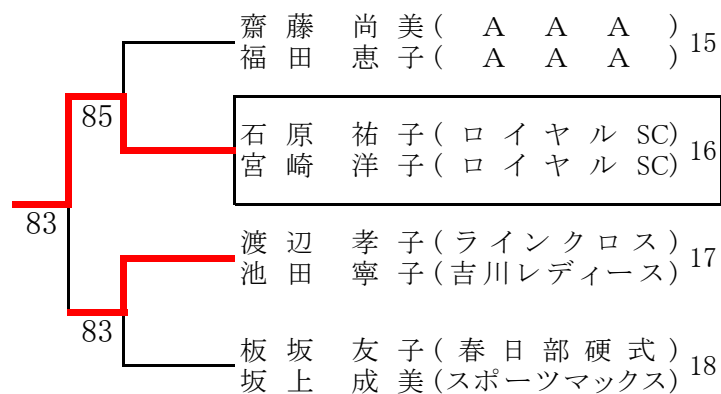 齋藤 尚美(A A A) 15
福田 恵子(A A A)
85
石原 祐子(ロイヤルSC) 16
宮崎 洋子(ロイヤルSC)
83
渡辺 孝子(ラインクロス) 17
池田 寧子(吉川レディース)
83
板坂 友子(春日部硬式) 18
坂上 成美(スポーツマックス)